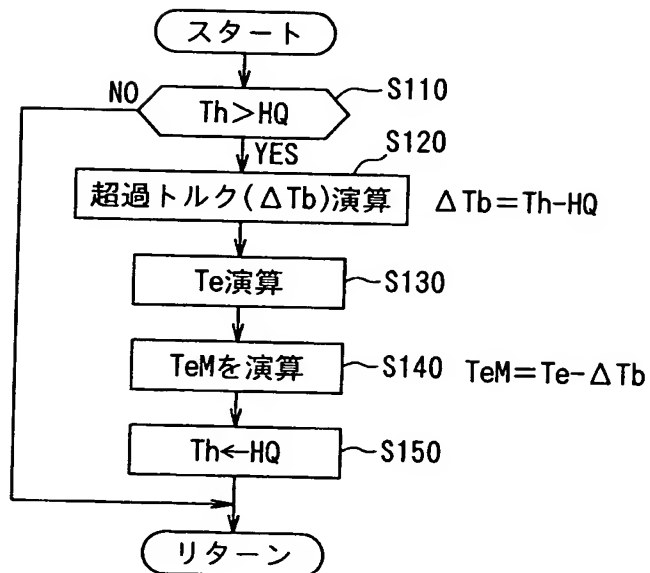 スタート
NO
Th>HQ
S110
YES
S120
超過トルク(ΔTb)演算
ΔTb=Th-HQ
Te演算
S130
TeMを演算
S140
TeM=Te-ΔTb
Th←HQ
S150
リターン